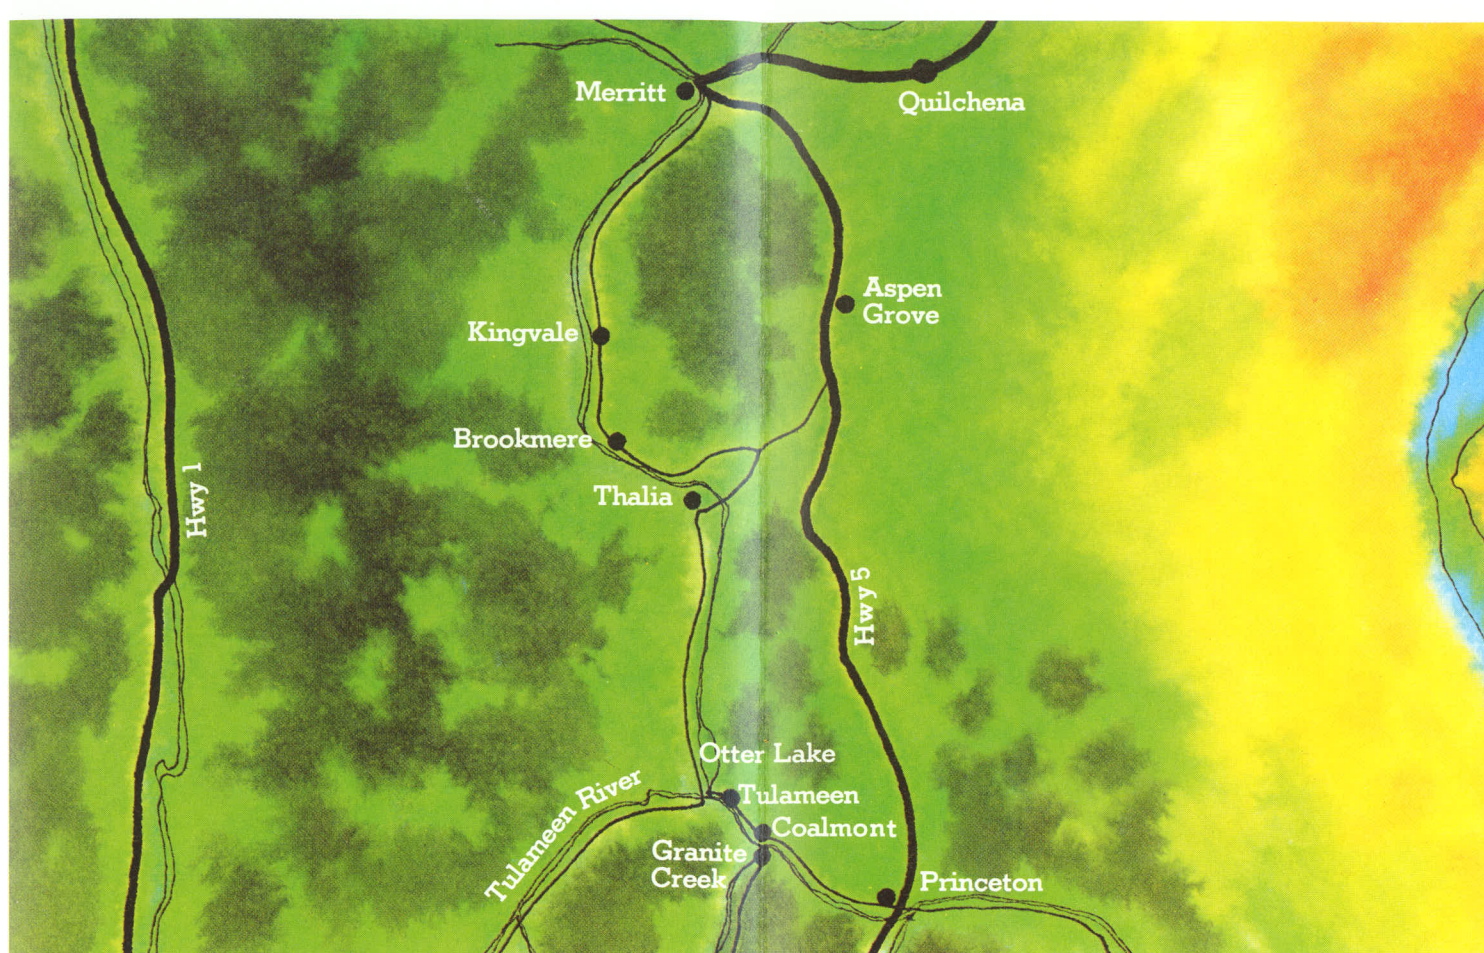 Merritt
Quilchena
Aspen
Grove
Kingvale
Brookmere
Thalia
Hwy 1
Hwy 5
Otter Lake
Tulameen River
Tulameen
Coalmont
Granite
Creek
Princeton